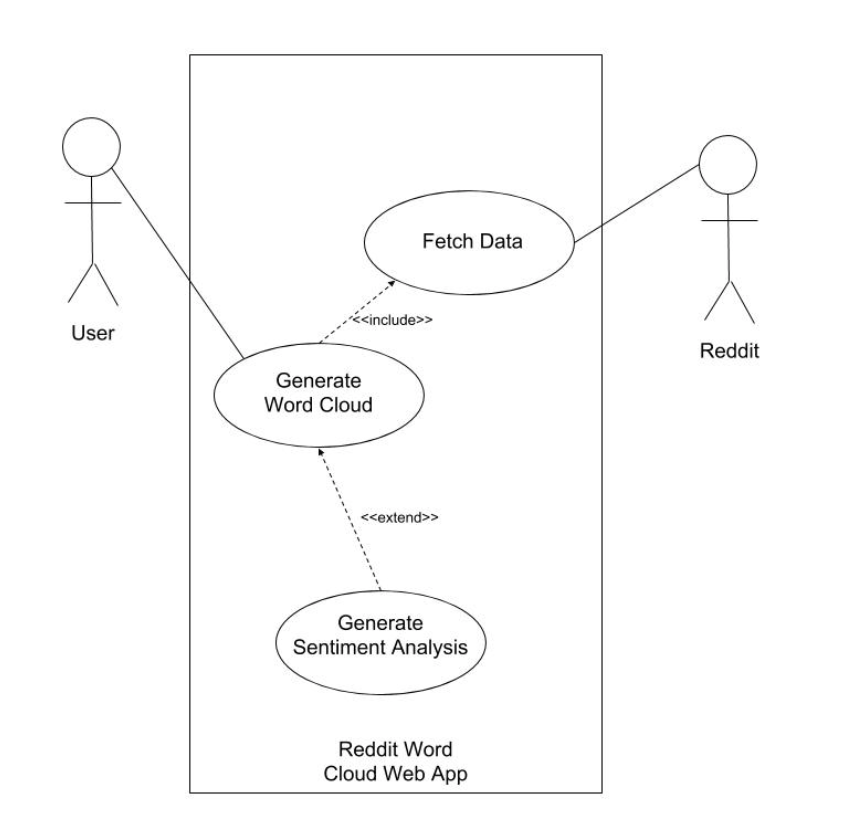 Fetch Data
<<include>>
User
Reddit
Generate
Word Cloud
<<extend>>
Generate
Sentiment Analysis
Reddit Word
Cloud Web App